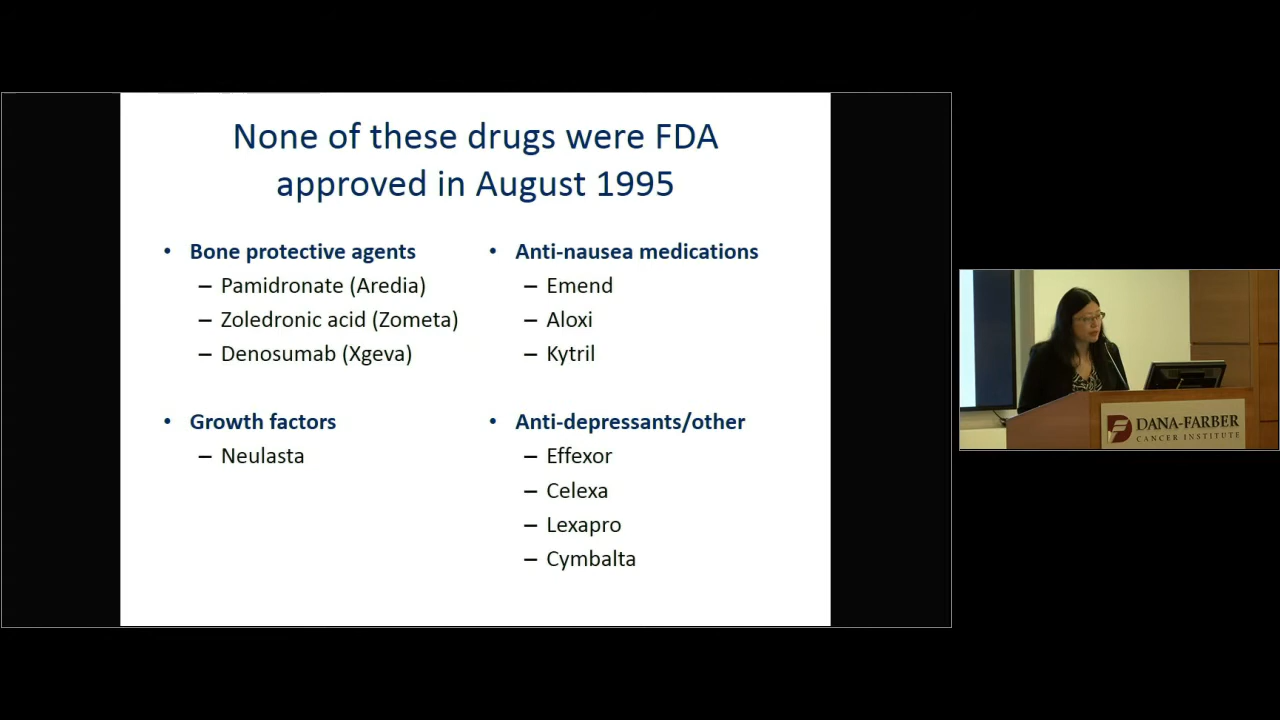 None of these drugs were FDA
approved in August 1995
• Bone protective agents
– Pamidronate (Aredia)
– Zoledronic acid (Zometa)
– Denosumab (Xgeva)
• Growth factors
– Neulasta
• Anti-nausea medications
– Emend
– Aloxi
– Kytril
• Anti-depressants/other
– Effexor
– Celexa
– Lexapro
– Cymbalta
DANA-FARBER
CANCER INSTITUTE